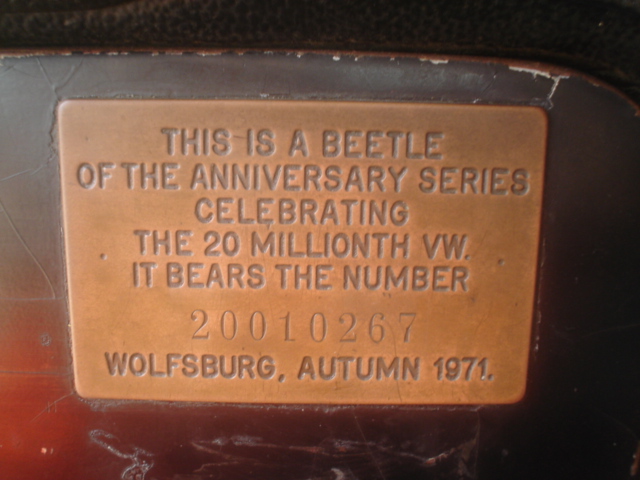 THIS IS A BEETLE
OF THE ANNIVERSARY SERIES
CELEBRATING
THE 20 MILLIONTH VW.
IT BEARS THE NUMBER
20010267
WOLFSBURG, AUTUMN 1971.